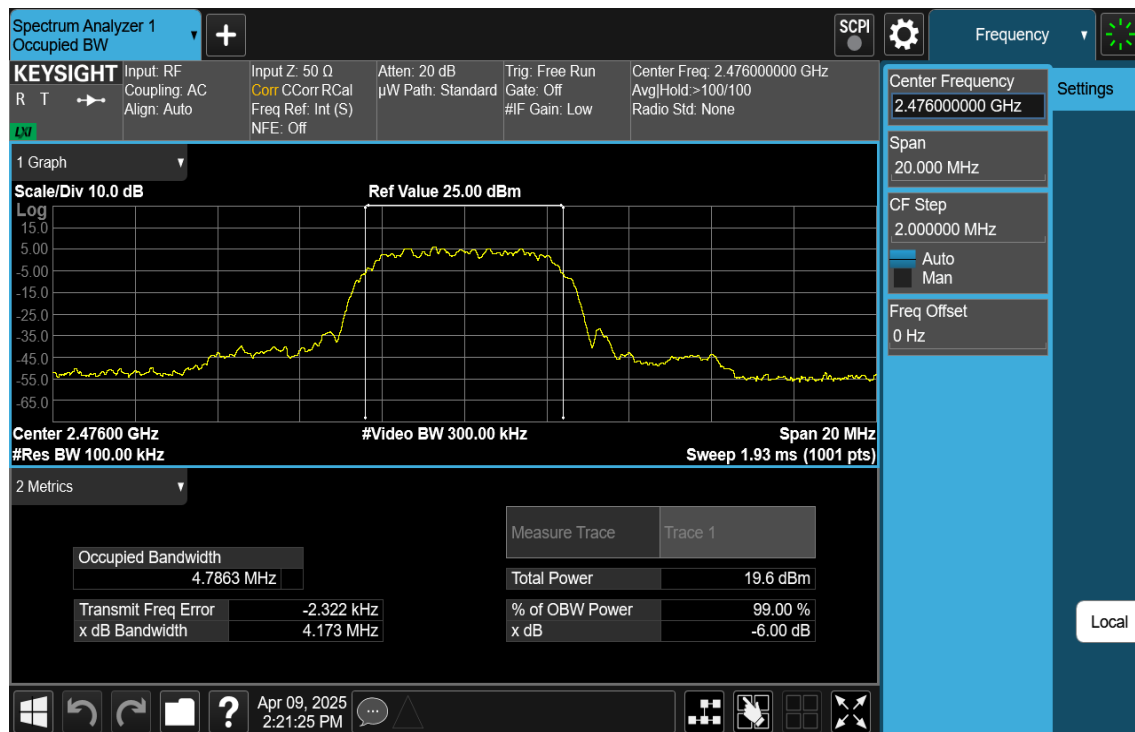 Spectrum Analyzer 1
Occupied BW
+
SCPI
Frequency
KEYSIGHT
R T
LXI
Input: RF
Coupling: AC
Align: Auto
Input Z: 50 Ω
Corr CCorr RCal
Freq Ref: Int (S)
NFE: Off
Atten: 20 dB
µW Path: Standard
Trig: Free Run
Gate: Off
#IF Gain: Low
Center Freq: 2.476000000 GHz
Avg|Hold:>100/100
Radio Std: None
Center Frequency
2.476000000 GHz
Settings
Span
20.000 MHz
CF Step
2.000000 MHz
Auto
Man
Freq Offset
0 Hz
Local
1 Graph
Scale/Div 10.0 dB
Ref Value 25.00 dBm
Log
15.0
5.00
-5.00
-15.0
-25.0
-35.0
-45.0
-55.0
-65.0
Center 2.47600 GHz
#Video BW 300.00 kHz
Span 20 MHz
#Res BW 100.00 kHz
Sweep 1.93 ms (1001 pts)
2 Metrics
Measure Trace
Trace 1
Occupied Bandwidth
4.7863 MHz
Total Power
19.6 dBm
Transmit Freq Error
-2.322 kHz
% of OBW Power
99.00 %
x dB Bandwidth
4.173 MHz
x dB
-6.00 dB
?
Apr 09, 2025
2:21:25 PM